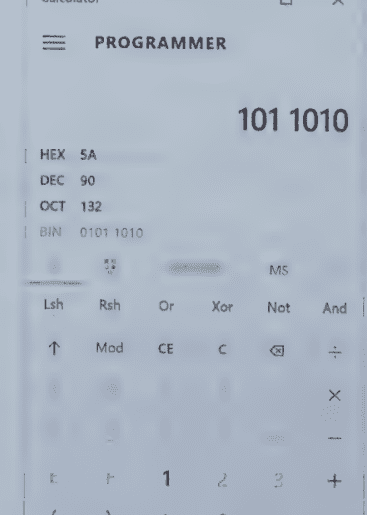 Calculator
PROGRAMMER
101 1010
HEX 5A
DEC 90
OCT 132
BIN 0101 1010
MS
Lsh Rsh Or Xor Not And
↑ Mod CE C ÷
×
−
1 2 3 +
( )